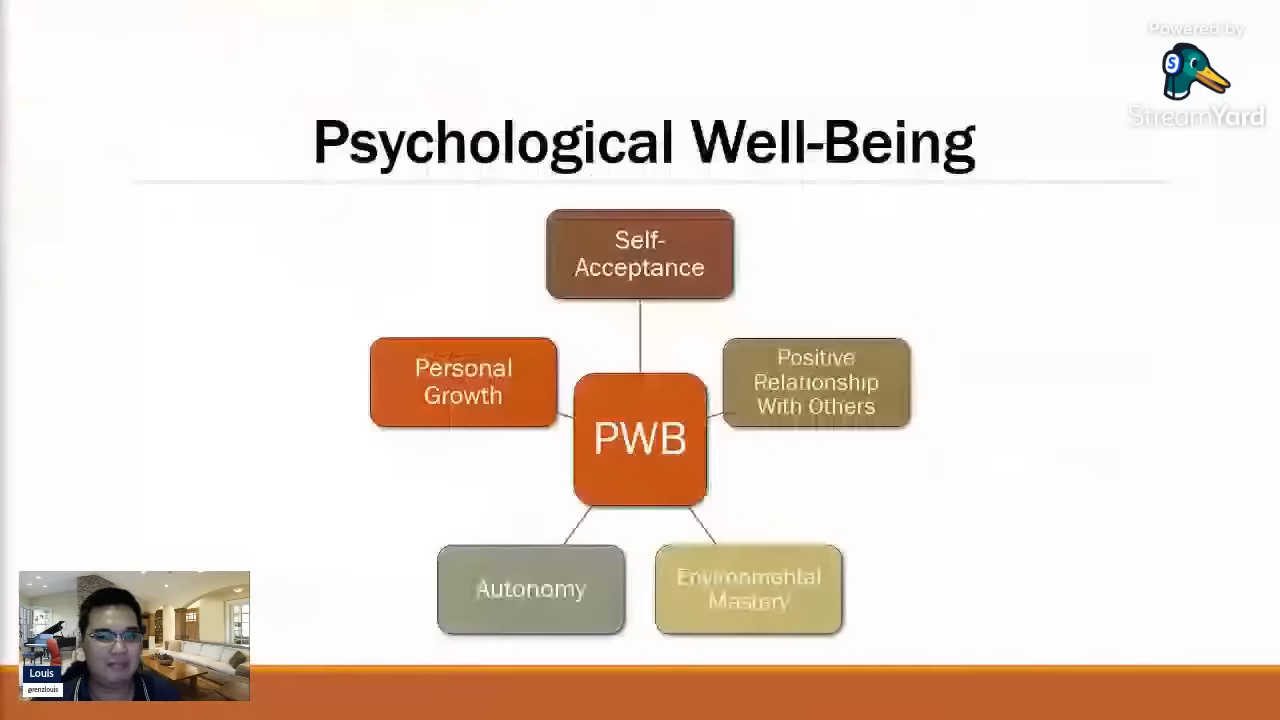 Powered by
StreamYard
Psychological Well-Being
Self-
Acceptance
Personal
Growth
Positive
Relationship
With Others
PWB
Autonomy
Environmental
Mastery
Louis
@renzlouis